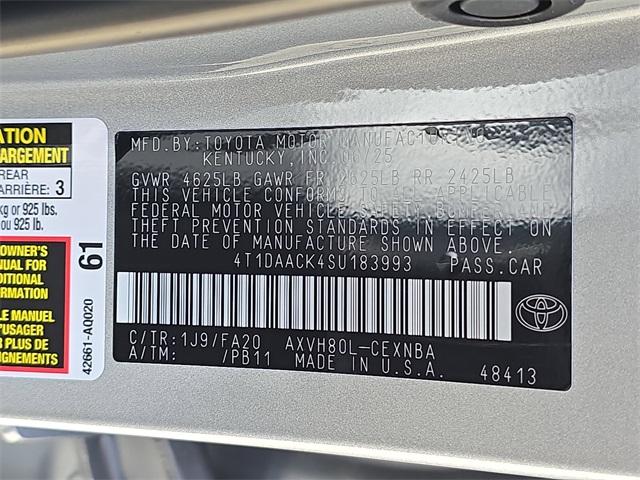 ATION
ARGEMENT
REAR
ARRIÈRE: 3
kg or 925 lbs.
ou 925 lb.
OWNER'S
NUAL FOR
DITIONAL
ORMATION
LE MANUEL
'USAGER
R PLUS DE
IGNEMENTS
61
42661-A0020
MFD.BY:TOYOTA MOTOR MANUFACTURING
KENTUCKY, INC. 06/25
GVWR 4625LB GAWR FR 2625LB RR 2425LB
THIS VEHICLE CONFORMS TO ALL APPLICABLE
FEDERAL MOTOR VEHICLE SAFETY BUMPER AND
THEFT PREVENTION STANDARDS IN EFFECT ON
THE DATE OF MANUFACTURE SHOWN ABOVE.
4T1DAACK4SU183993 PASS.CAR
C/TR:1J9/FA20 AXVH80L-CEXNBA
A/TM: /PB11 MADE IN U.S.A.
48413